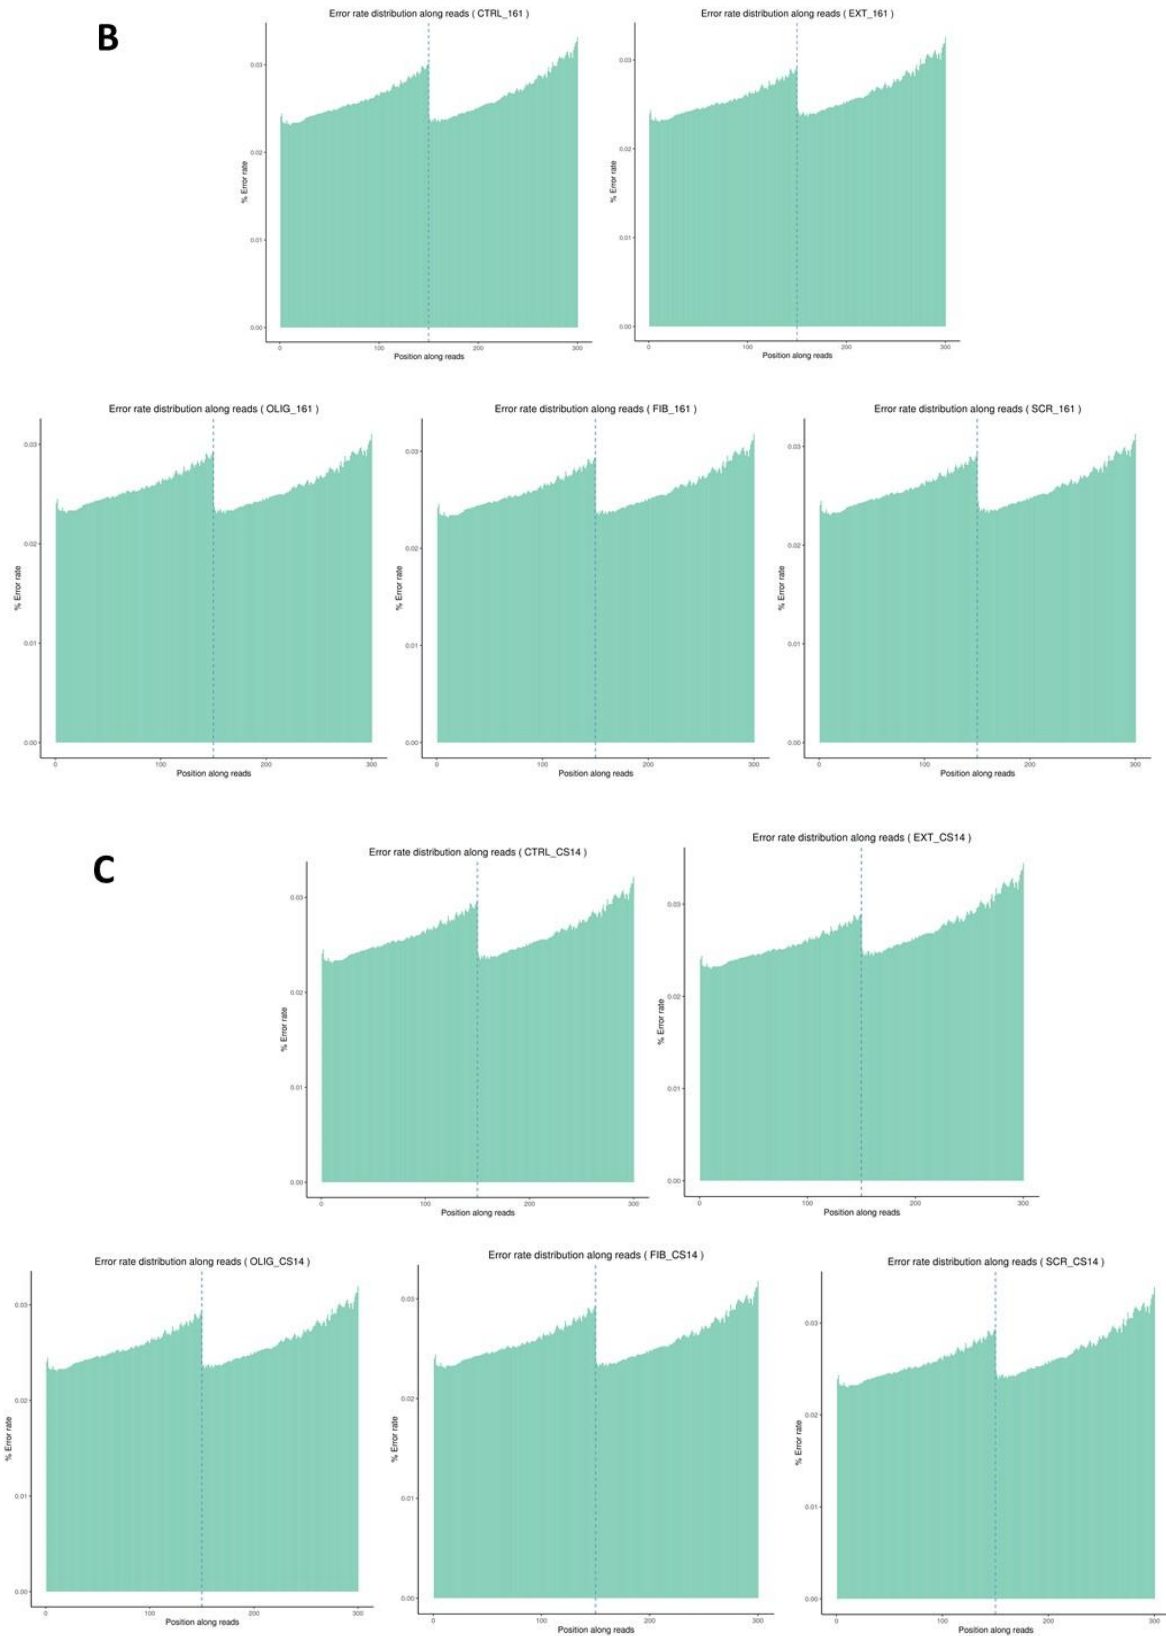 B
Error rate distribution along reads ( CTRL_161 )
% Error rate
0.03
0.02
0.01
0.00
0 100 200 300
Position along reads
Error rate distribution along reads ( EXT_161 )
% Error rate
0.03
0.02
0.01
0.00
0 100 200 300
Position along reads
Error rate distribution along reads ( OLIG_161 )
% Error rate
0.03
0.02
0.01
0.00
0 100 200 300
Position along reads
Error rate distribution along reads ( FIB_161 )
% Error rate
0.03
0.02
0.01
0.00
0 100 200 300
Position along reads
Error rate distribution along reads ( SCR_161 )
% Error rate
0.03
0.02
0.01
0.00
0 100 200 300
Position along reads
C
Error rate distribution along reads ( CTRL_CS14 )
% Error rate
0.03
0.02
0.01
0.00
0 100 200 300
Position along reads
Error rate distribution along reads ( EXT_CS14 )
% Error rate
0.03
0.02
0.01
0.00
0 100 200 300
Position along reads
Error rate distribution along reads ( OLIG_CS14 )
% Error rate
0.03
0.02
0.01
0.00
0 100 200 300
Position along reads
Error rate distribution along reads ( FIB_CS14 )
% Error rate
0.03
0.02
0.01
0.00
0 100 200 300
Position along reads
Error rate distribution along reads ( SCR_CS14 )
% Error rate
0.03
0.02
0.01
0.00
0 100 200 300
Position along reads